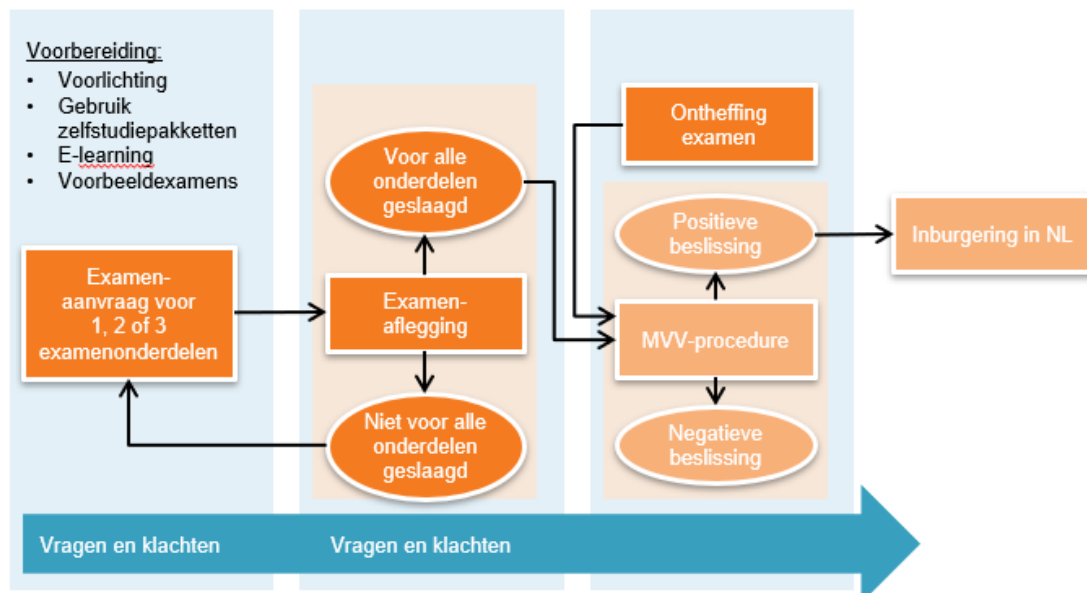 Voorbereiding:
• Voorlichting
• Gebruik
zelfstudiepakketten
• E-learning
• Voorbeeldexamens
Examen-
aanvraag voor
1, 2 of 3
examenonderdelen
Voor alle
onderdelen
geslaagd
Examen-
aflegging
Niet voor alle
onderdelen
geslaagd
Ontheffing
examen
Positieve
beslissing
MVV-procedure
Negatieve
beslissing
Inburgering in NL
Vragen en klachten
Vragen en klachten